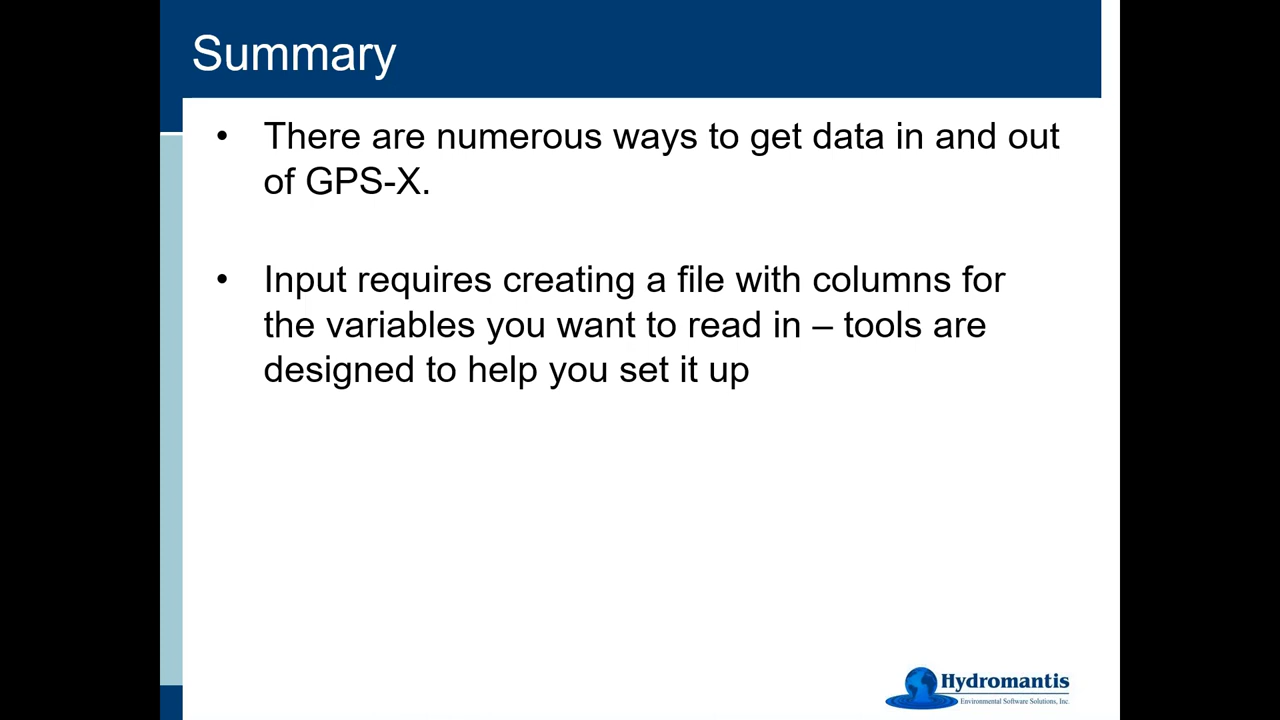 Summary
• There are numerous ways to get data in and out
of GPS-X.
• Input requires creating a file with columns for
the variables you want to read in – tools are
designed to help you set it up
Hydromantis
Environmental Software Solutions, Inc.